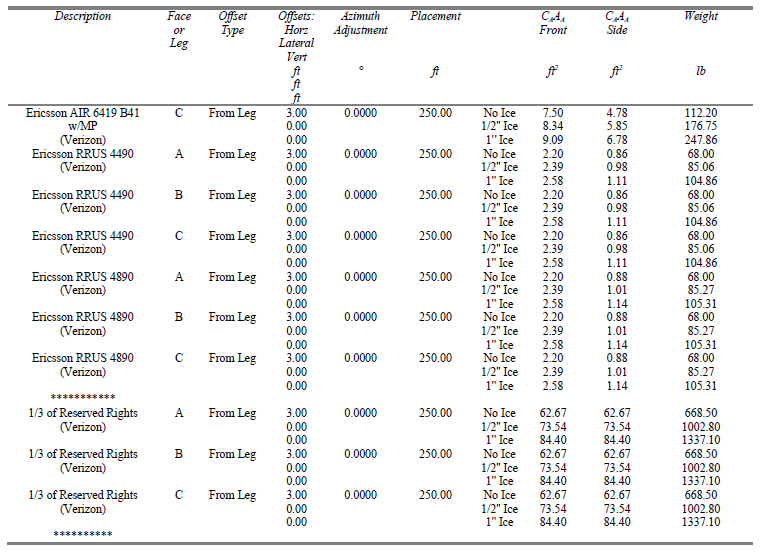 Description Face Offset Offsets: Azimuth Placement CAAA CAAA Weight
or Type Horz Adjustment Front Side
Leg Lateral
Vert
ft ° ft ft² ft² lb
ft
ft
Ericsson AIR 6419 B41 C From Leg 3.00 0.0000 250.00 No Ice 7.50 4.78 112.20
w/MP 0.00 1/2" Ice 8.34 5.85 176.75
(Verizon) 0.00 1" Ice 9.09 6.78 247.86
Ericsson RRUS 4490 A From Leg 3.00 0.0000 250.00 No Ice 2.20 0.86 68.00
(Verizon) 0.00 1/2" Ice 2.39 0.98 85.06
0.00 1" Ice 2.58 1.11 104.86
Ericsson RRUS 4490 B From Leg 3.00 0.0000 250.00 No Ice 2.20 0.86 68.00
(Verizon) 0.00 1/2" Ice 2.39 0.98 85.06
0.00 1" Ice 2.58 1.11 104.86
Ericsson RRUS 4490 C From Leg 3.00 0.0000 250.00 No Ice 2.20 0.86 68.00
(Verizon) 0.00 1/2" Ice 2.39 0.98 85.06
0.00 1" Ice 2.58 1.11 104.86
Ericsson RRUS 4890 A From Leg 3.00 0.0000 250.00 No Ice 2.20 0.88 68.00
(Verizon) 0.00 1/2" Ice 2.39 1.01 85.27
0.00 1" Ice 2.58 1.14 105.31
Ericsson RRUS 4890 B From Leg 3.00 0.0000 250.00 No Ice 2.20 0.88 68.00
(Verizon) 0.00 1/2" Ice 2.39 1.01 85.27
0.00 1" Ice 2.58 1.14 105.31
Ericsson RRUS 4890 C From Leg 3.00 0.0000 250.00 No Ice 2.20 0.88 68.00
(Verizon) 0.00 1/2" Ice 2.39 1.01 85.27
0.00 1" Ice 2.58 1.14 105.31
***********
1/3 of Reserved Rights A From Leg 3.00 0.0000 250.00 No Ice 62.67 62.67 668.50
(Verizon) 0.00 1/2" Ice 73.54 73.54 1002.80
0.00 1" Ice 84.40 84.40 1337.10
1/3 of Reserved Rights B From Leg 3.00 0.0000 250.00 No Ice 62.67 62.67 668.50
(Verizon) 0.00 1/2" Ice 73.54 73.54 1002.80
0.00 1" Ice 84.40 84.40 1337.10
1/3 of Reserved Rights C From Leg 3.00 0.0000 250.00 No Ice 62.67 62.67 668.50
(Verizon) 0.00 1/2" Ice 73.54 73.54 1002.80
0.00 1" Ice 84.40 84.40 1337.10
**********